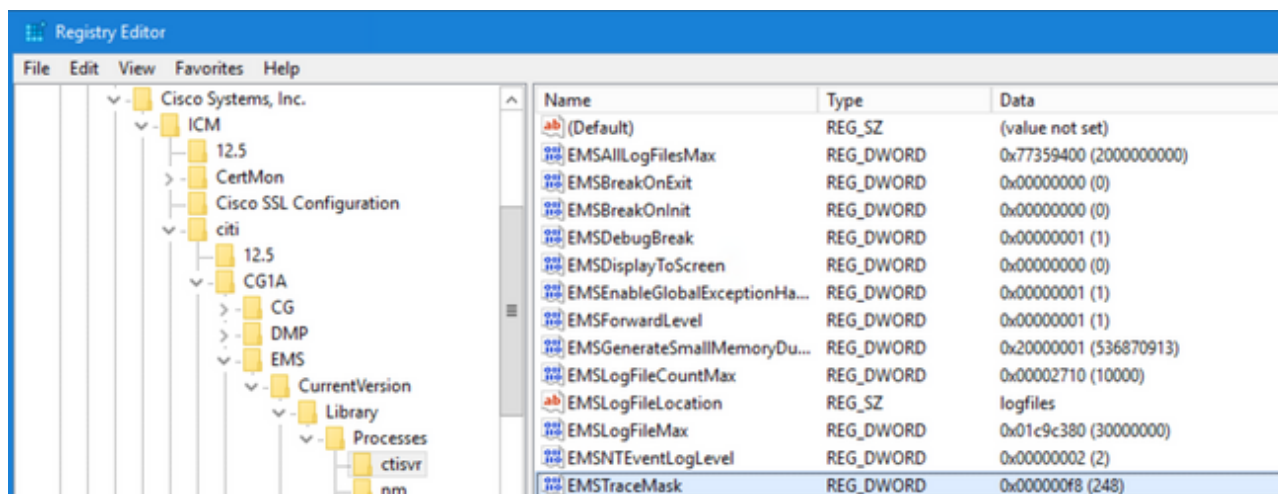 Registry Editor
File Edit View Favorites Help
Cisco Systems, Inc.
ICM
12.5
CertMon
Cisco SSL Configuration
citi
12.5
CG1A
CG
DMP
EMS
CurrentVersion
Library
Processes
ctisvr
nm
Name Type Data
(Default) REG_SZ (value not set)
EMSAllLogFilesMax REG_DWORD 0x77359400 (2000000000)
EMSBreakOnExit REG_DWORD 0x00000000 (0)
EMSBreakOnInit REG_DWORD 0x00000000 (0)
EMSDebugBreak REG_DWORD 0x00000001 (1)
EMSDisplayToScreen REG_DWORD 0x00000000 (0)
EMSEnableGlobalExceptionHa... REG_DWORD 0x00000001 (1)
EMSForwardLevel REG_DWORD 0x00000001 (1)
EMSGenerateSmallMemoryDu... REG_DWORD 0x20000001 (536870913)
EMSLogFileCountMax REG_DWORD 0x00002710 (10000)
EMSLogFileLocation REG_SZ logfiles
EMSLogFileMax REG_DWORD 0x01c9c380 (30000000)
EMSNTEventLogLevel REG_DWORD 0x00000002 (2)
EMSTraceMask REG_DWORD 0x000000f8 (248)